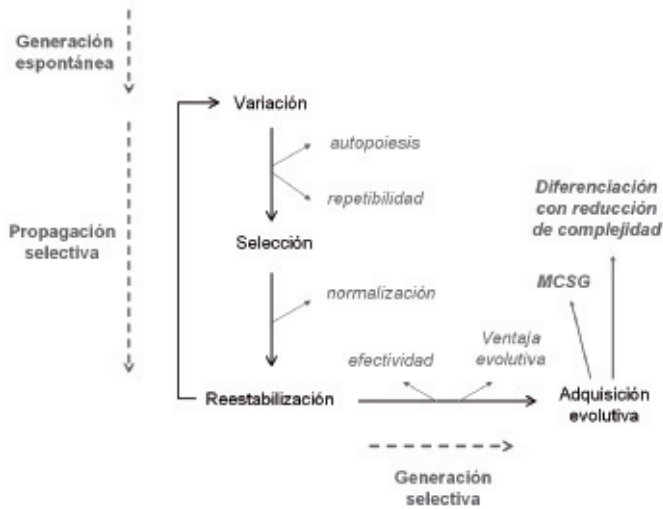 Generación
espontánea
Variación
autopoiesis
repetibilidad
Propagación
selectiva
Selección
Diferenciación
con reducción
de complejidad
normalización
MCSG
Ventaja
evolutiva
efectividad
Reestabilización
Adquisición
evolutiva
Generación
selectiva